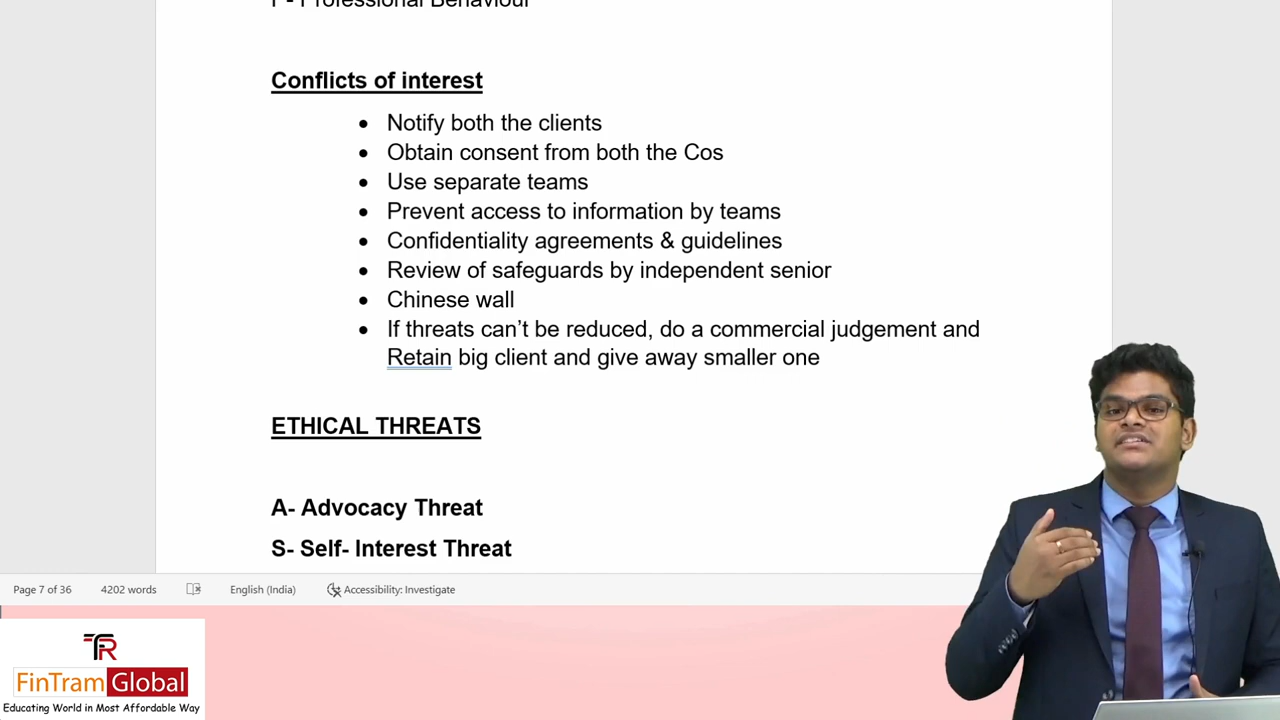 Conflicts of interest
• Notify both the clients
• Obtain consent from both the Cos
• Use separate teams
• Prevent access to information by teams
• Confidentiality agreements & guidelines
• Review of safeguards by independent senior
• Chinese wall
• If threats can’t be reduced, do a commercial judgement and
Retain big client and give away smaller one
ETHICAL THREATS
A- Advocacy Threat
S- Self- Interest Threat
Page 7 of 36 4202 words English (India) Accessibility: Investigate
FinTram Global
Educating World in Most Affordable Way